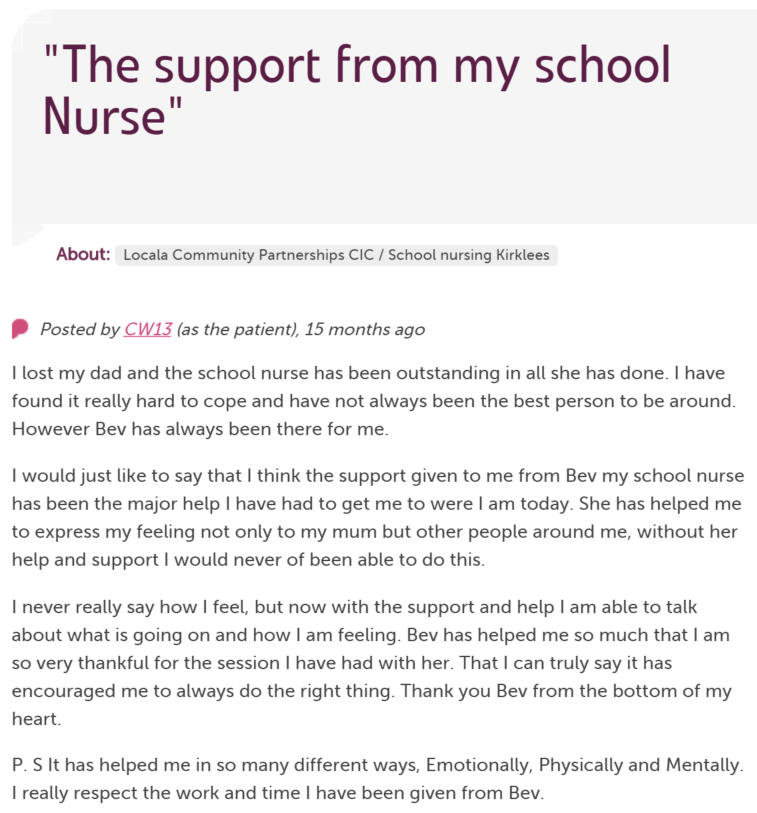 "The support from my school
Nurse"
About: Locala Community Partnerships CIC / School nursing Kirklees
Posted by CW13 (as the patient), 15 months ago
I lost my dad and the school nurse has been outstanding in all she has done. I have
found it really hard to cope and have not always been the best person to be around.
However Bev has always been there for me.
I would just like to say that I think the support given to me from Bev my school nurse
has been the major help I have had to get me to were I am today. She has helped me
to express my feeling not only to my mum but other people around me, without her
help and support I would never of been able to do this.
I never really say how I feel, but now with the support and help I am able to talk
about what is going on and how I am feeling. Bev has helped me so much that I am
so very thankful for the session I have had with her. That I can truly say it has
encouraged me to always do the right thing. Thank you Bev from the bottom of my
heart.
P. S It has helped me in so many different ways, Emotionally, Physically and Mentally.
I really respect the work and time I have been given from Bev.